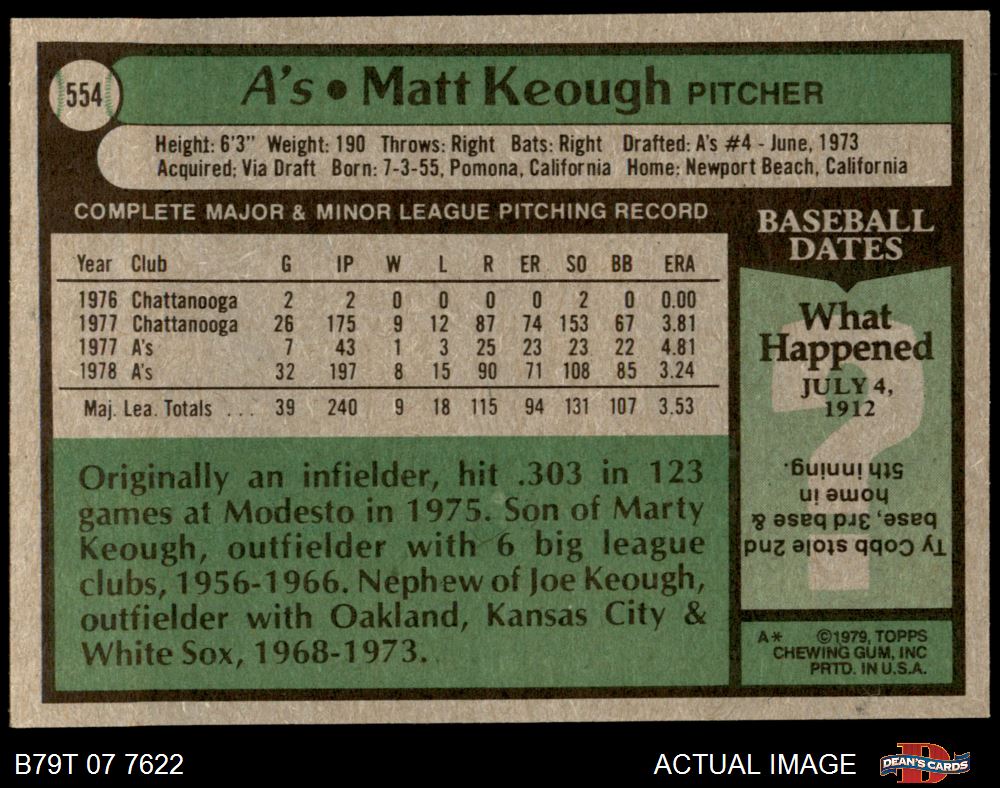 554
A's • Matt Keough PITCHER
Height: 6'3" Weight: 190 Throws: Right Bats: Right Drafted: A's #4 - June, 1973
Acquired: Via Draft Born: 7-3-55, Pomona, California Home: Newport Beach, California
COMPLETE MAJOR & MINOR LEAGUE PITCHING RECORD
Year Club G IP W L R ER SO BB ERA
1976 Chattanooga 2 2 0 0 0 0 2 0 0.00
1977 Chattanooga 26 175 9 12 87 74 153 67 3.81
1977 A's 7 43 1 3 25 23 23 22 4.81
1978 A's 32 197 8 15 90 71 108 85 3.24
Maj. Lea. Totals ... 39 240 9 18 115 94 131 107 3.53
Originally an infielder, hit .303 in 123
games at Modesto in 1975. Son of Marty
Keough, outfielder with 6 big league
clubs, 1956-1966. Nephew of Joe Keough,
outfielder with Oakland, Kansas City &
White Sox, 1968-1973.
BASEBALL
DATES
What
Happened
JULY 4,
1912
?
Ty Cobb stole 2nd
base, 3rd base &
home in
5th inning.
A* ©1979, TOPPS
CHEWING GUM, INC
PRTD. IN U.S.A.
B79T 07 7622
ACTUAL IMAGE
D
DEAN'S CARDS